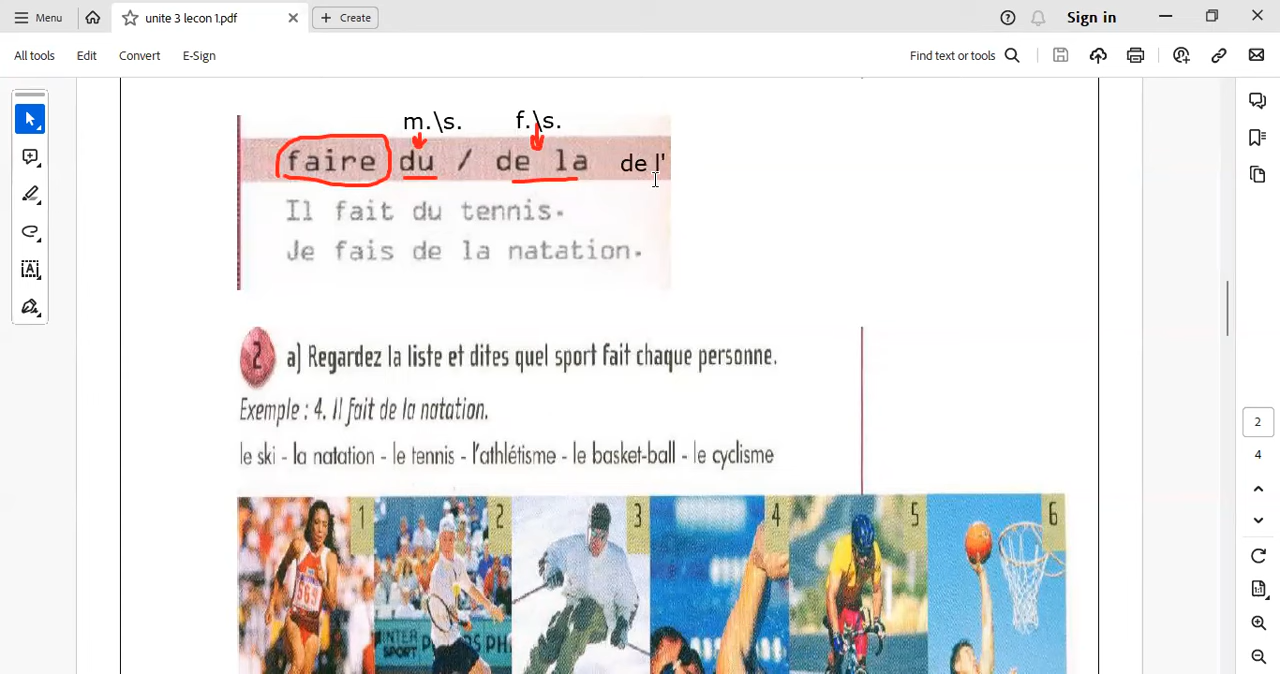 Menu unite 3 lecon 1.pdf Create Sign in
All tools Edit Convert E-Sign Find text or tools
m.\s. f.\s.
faire du / de la de l'
Il fait du tennis.
Je fais de la natation.
2 a) Regardez la liste et dites quel sport fait chaque personne.
Exemple : 4. Il fait de la natation.
le ski - la natation - le tennis - l'athlétisme - le basket-ball - le cyclisme
1 2 3 4 5 6
569
INTER
SPORT
2
4